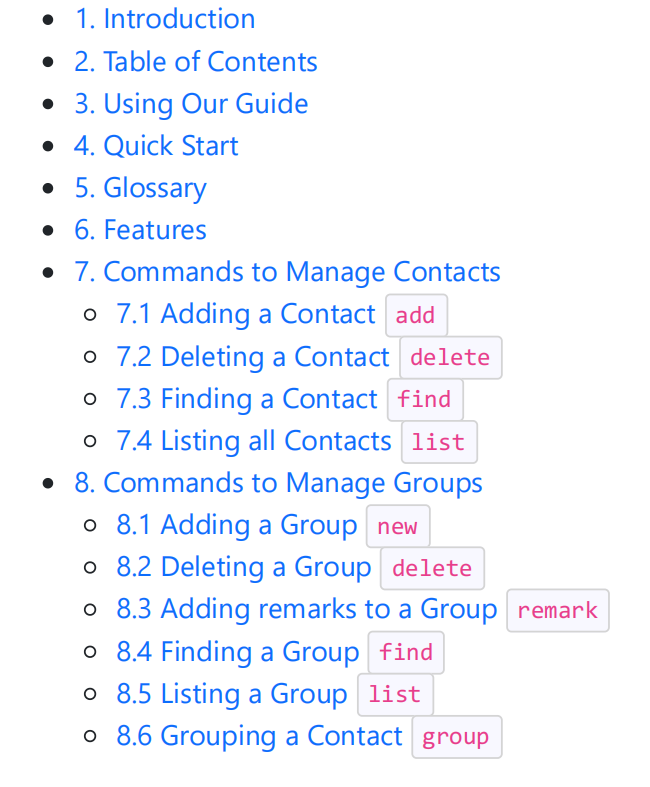 1. Introduction
2. Table of Contents
3. Using Our Guide
4. Quick Start
5. Glossary
6. Features
7. Commands to Manage Contacts
7.1 Adding a Contact add
7.2 Deleting a Contact delete
7.3 Finding a Contact find
7.4 Listing all Contacts list
8. Commands to Manage Groups
8.1 Adding a Group new
8.2 Deleting a Group delete
8.3 Adding remarks to a Group remark
8.4 Finding a Group find
8.5 Listing a Group list
8.6 Grouping a Contact group